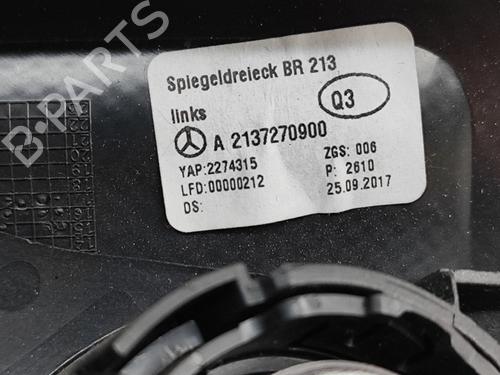 B-PARTS
Spiegeldreieck BR 213
links
Q3
A 2137270900
YAP:2274315
ZGS: 006
LFD:00000212
P: 2610
DS:
25.09.2017